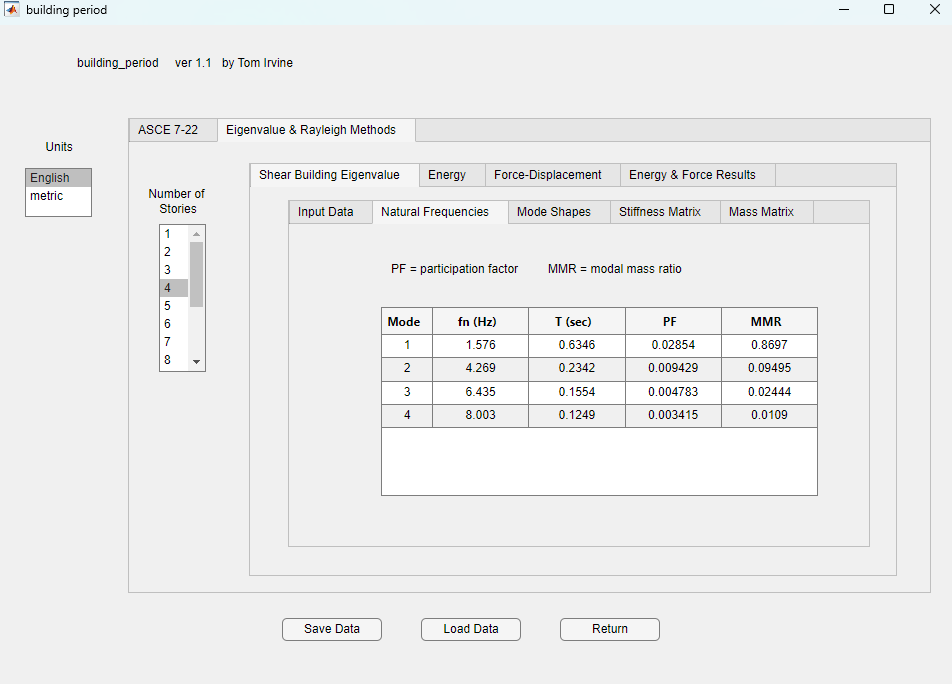 building period
building_period ver 1.1 by Tom Irvine
Units
English
metric
ASCE 7-22 Eigenvalue & Rayleigh Methods
Number of
Stories
1
2
3
4
5
6
7
8
Shear Building Eigenvalue Energy Force-Displacement Energy & Force Results
Input Data Natural Frequencies Mode Shapes Stiffness Matrix Mass Matrix
PF = participation factor MMR = modal mass ratio
Mode fn (Hz) T (sec) PF MMR
1 1.576 0.6346 0.02854 0.8697
2 4.269 0.2342 0.009429 0.09495
3 6.435 0.1554 0.004783 0.02444
4 8.003 0.1249 0.003415 0.0109
Save Data Load Data Return